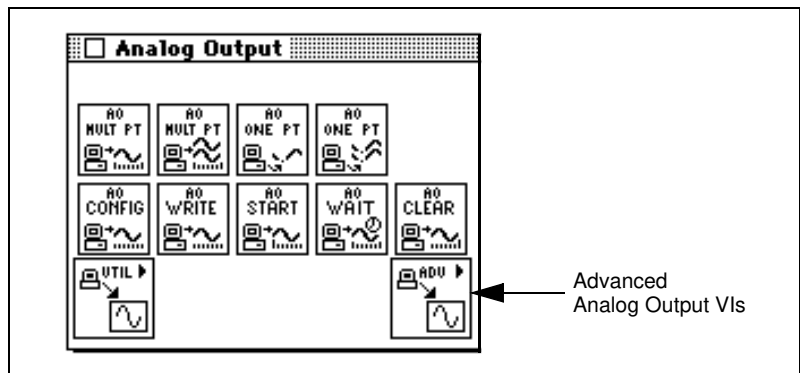 Analog Output
AO MULT PT
AO MULT PT
AO ONE PT
AO ONE PT
AO CONFIG
AO WRITE
AO START
AO WAIT
AO CLEAR
UTIL
ADV
Advanced
Analog Output VIs